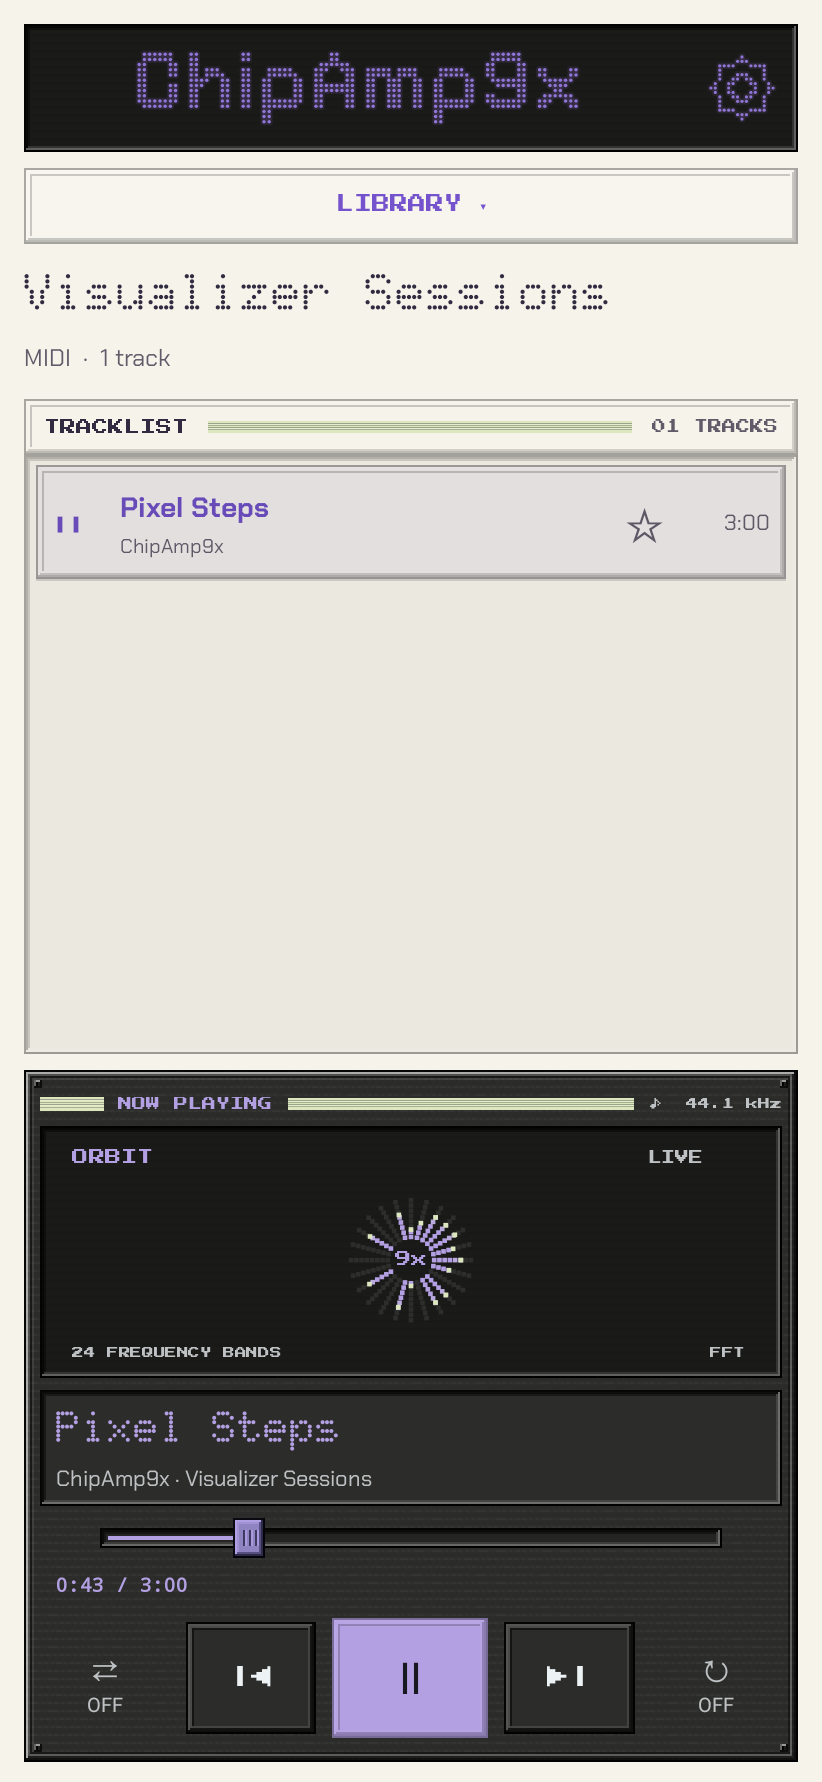 ChipAmp9x
LIBRARY ▾
Visualizer Sessions
MIDI · 1 track
TRACKLIST 01 TRACKS
Pixel Steps
ChipAmp9x
3:00
NOW PLAYING ♪ 44.1 kHz
ORBIT LIVE
9x
24 FREQUENCY BANDS FFT
Pixel Steps
ChipAmp9x · Visualizer Sessions
0:43 / 3:00
OFF OFF